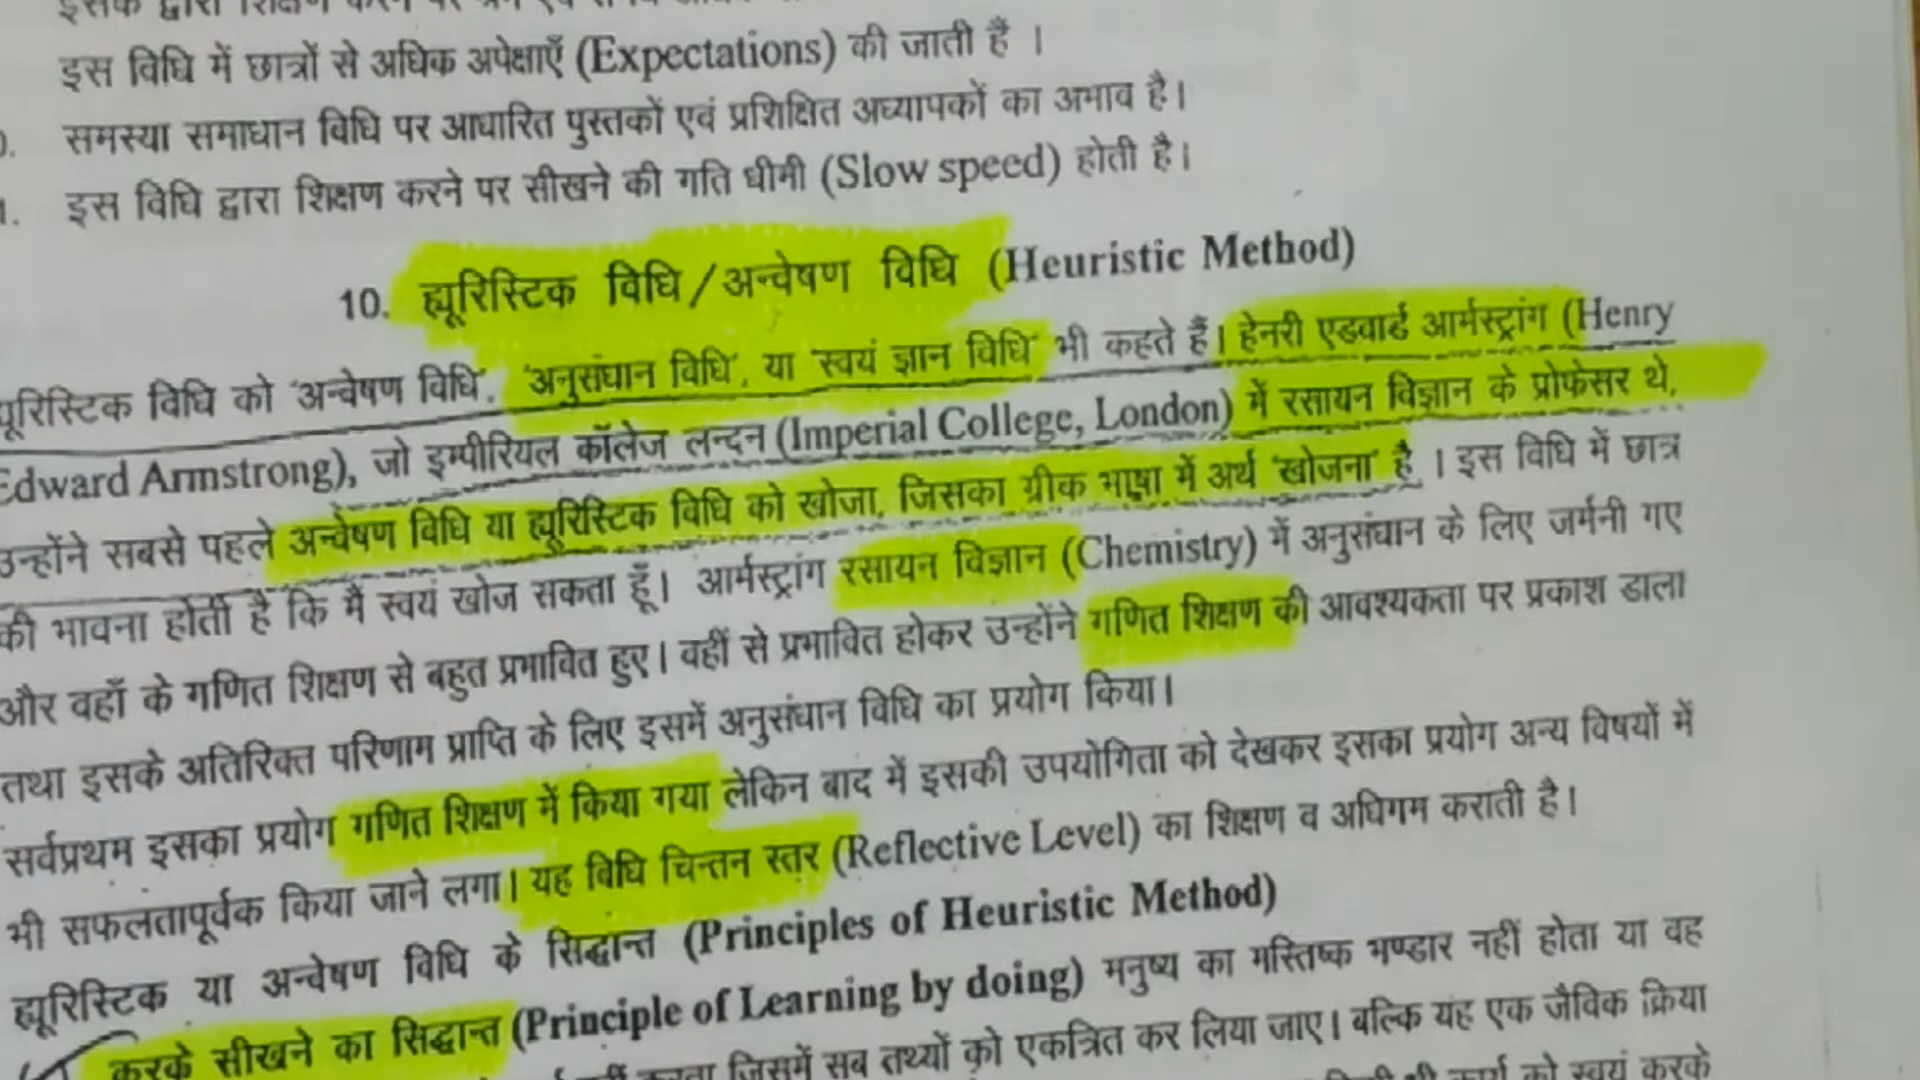 इसके द्वारा शिक्षण करने पर
इस विधि में छात्रों से अधिक अपेक्षाएँ (Expectations) की जाती हैं ।
समस्या समाधान विधि पर आधारित पुस्तकों एवं प्रशिक्षित अध्यापकों का अभाव है।
इस विधि द्वारा शिक्षण करने पर सीखने की गति धीमी (Slow speed) होती है।
10. ह्यूरिस्टिक विधि/अन्वेषण विधि (Heuristic Method)
ह्यूरिस्टिक विधि को 'अन्वेषण विधि', 'अनुसंधान विधि', या 'स्वयं ज्ञान विधि' भी कहते हैं। हेनरी एडवार्ड आर्मस्ट्रांग (Henry
Edward Armstrong), जो इम्पीरियल कॉलेज लन्दन (Imperial College, London) में रसायन विज्ञान के प्रोफेसर थे,
उन्होंने सबसे पहले अन्वेषण विधि या ह्यूरिस्टिक विधि को खोजा, जिसका ग्रीक भाषा में अर्थ 'खोजना' है । इस विधि में छात्र
की भावना होती है कि मैं स्वयं खोज सकता हूँ। आर्मस्ट्रांग रसायन विज्ञान (Chemistry) में अनुसंधान के लिए जर्मनी गए
और वहाँ के गणित शिक्षण से बहुत प्रभावित हुए। वहीं से प्रभावित होकर उन्होंने गणित शिक्षण की आवश्यकता पर प्रकाश डाला
तथा इसके अतिरिक्त परिणाम प्राप्ति के लिए इसमें अनुसंधान विधि का प्रयोग किया।
सर्वप्रथम इसका प्रयोग गणित शिक्षण में किया गया लेकिन बाद में इसकी उपयोगिता को देखकर इसका प्रयोग अन्य विषयों में
भी सफलतापूर्वक किया जाने लगा। यह विधि चिन्तन स्तर (Reflective Level) का शिक्षण व अधिगम कराती है।
ह्यूरिस्टिक या अन्वेषण विधि के सिद्धान्त (Principles of Heuristic Method)
करके सीखने का सिद्धान्त (Principle of Learning by doing) मनुष्य का मस्तिष्क भण्डार नहीं होता या वह
जिसमें सब तथ्यों को एकत्रित कर लिया जाए। बल्कि यह एक जैविक क्रिया
कार्य को स्वयं करके